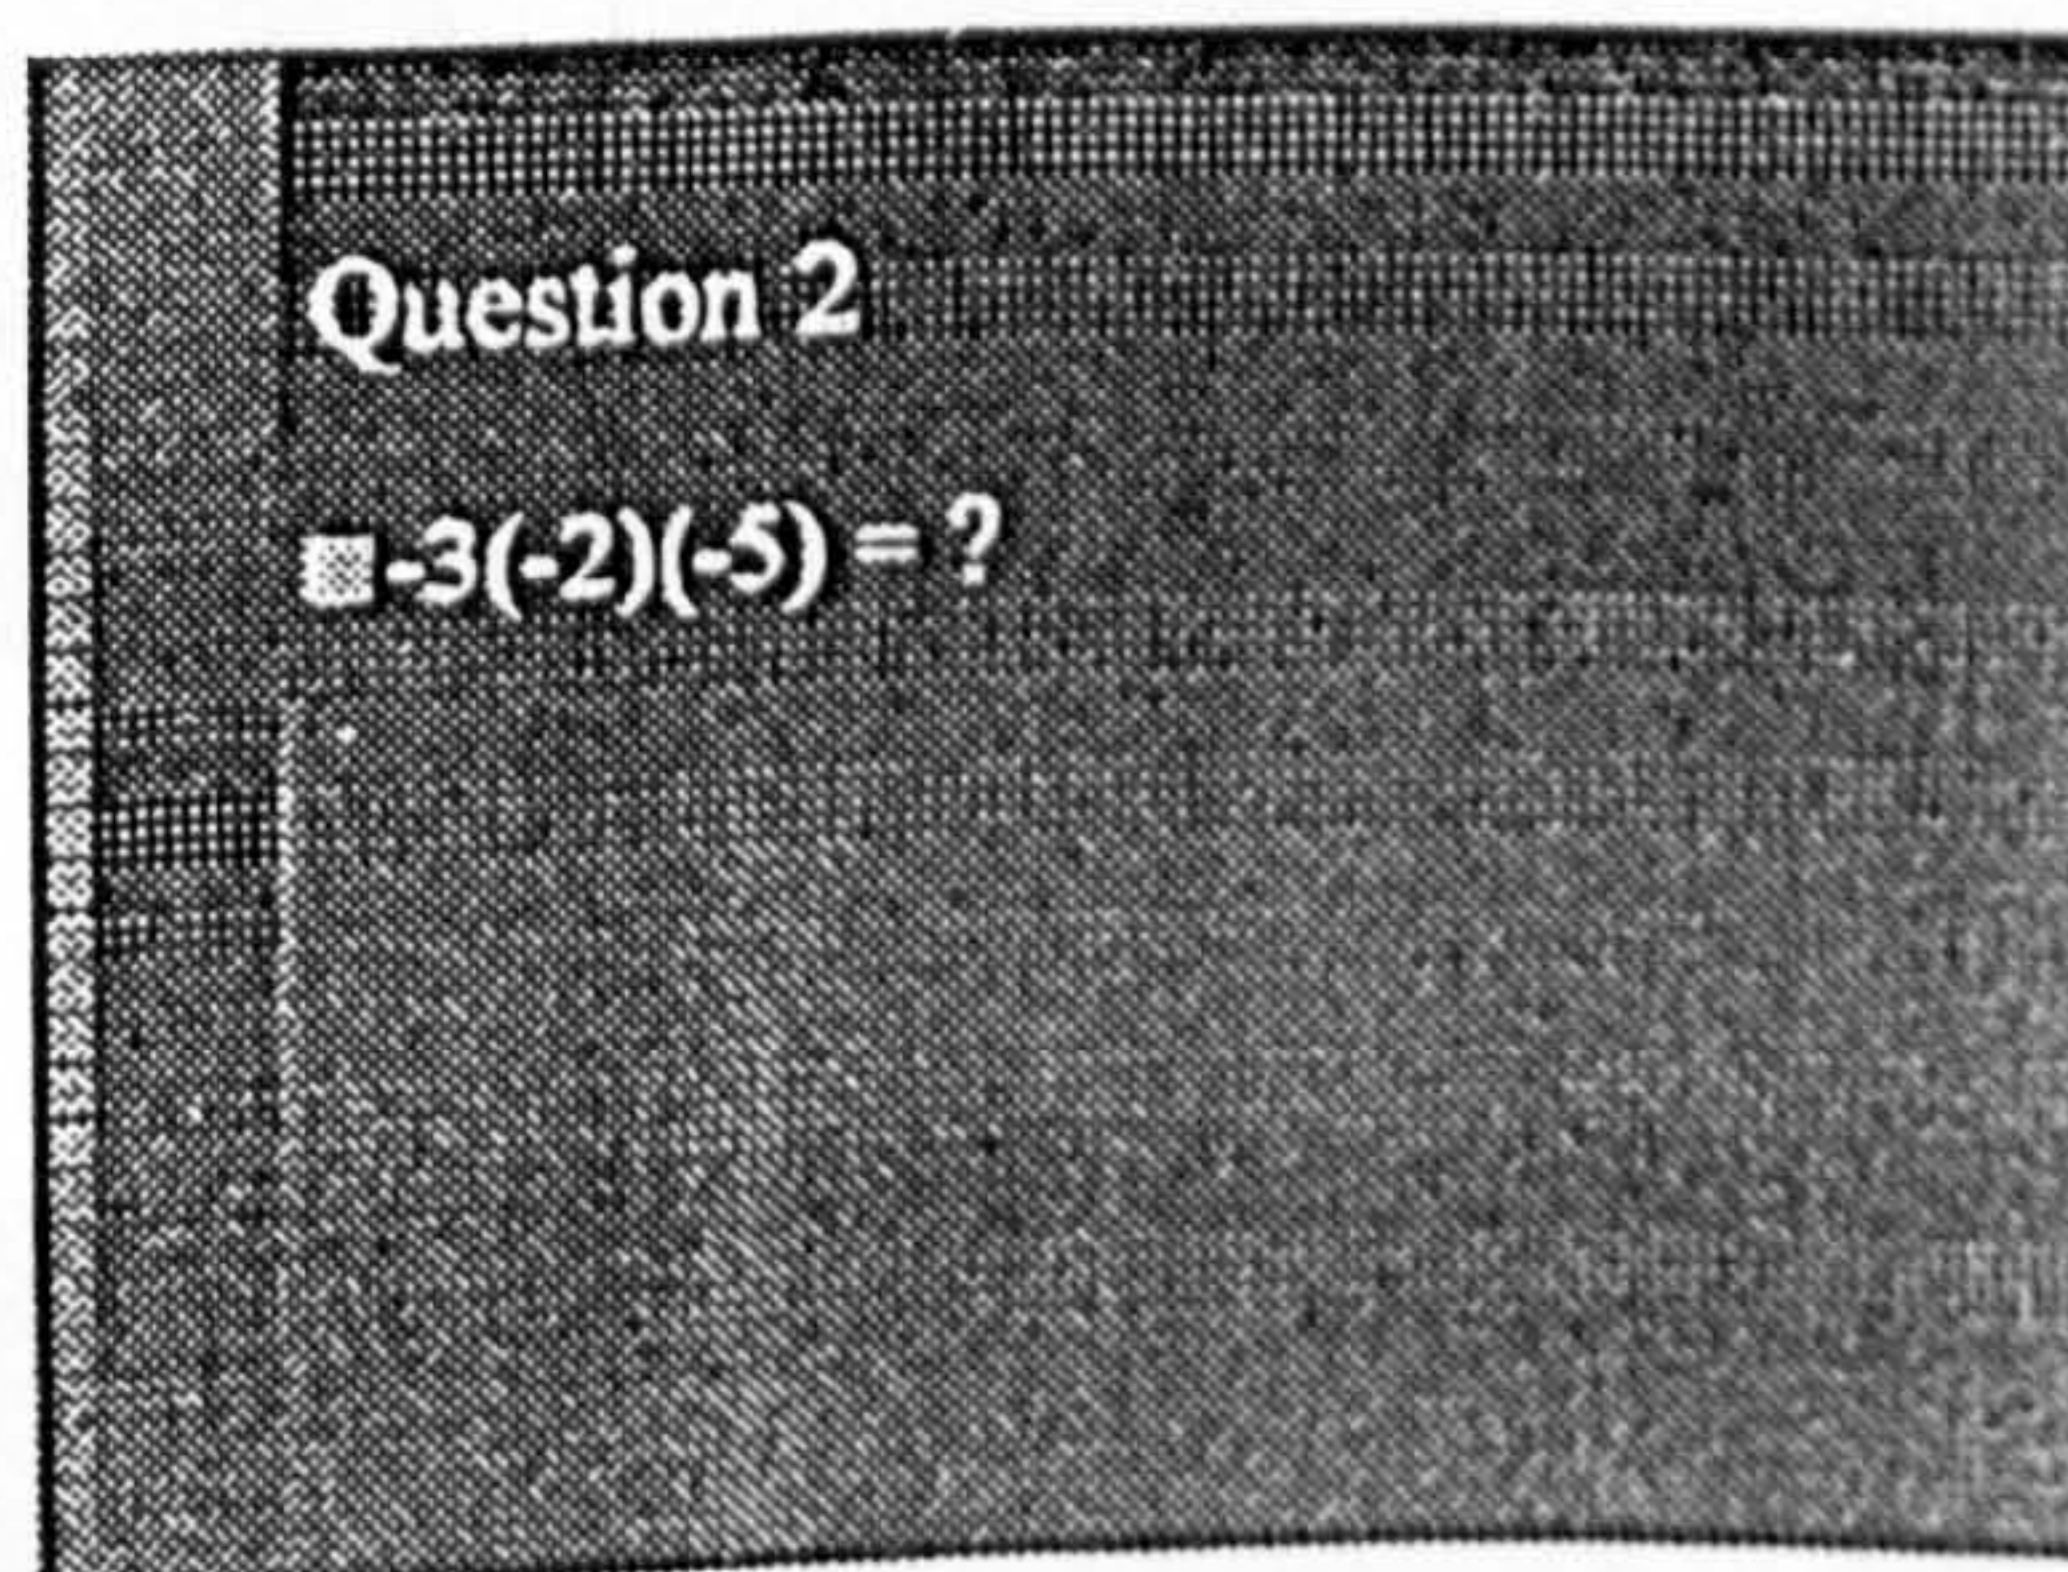 Question 2
-3(-2)(-5) = ?